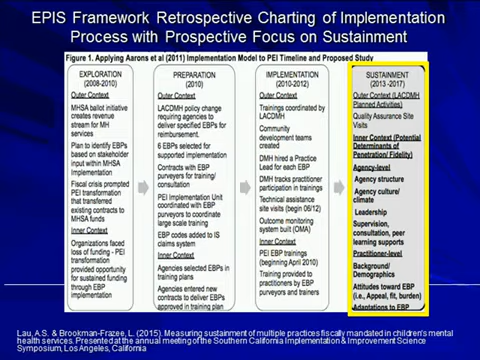 EPIS Framework Retrospective Charting of Implementation
Process with Prospective Focus on Sustainment
Figure 1. Applying Aarons et al (2011) Implementation Model to PEI Timeline and Proposed Study
EXPLORATION
(2008-2010)
Outer Context
MHSA ballot initiative
creates revenue
stream for MH
services
Plan to identify EBPs
based on stakeholder
input within MHSA
Implementation
Fiscal crisis prompted
PEI transformation
that transferred
existing contracts to
MHSA funds
Inner Context
Organizations faced
loss of funding - PEI
transformation
provided opportunity
for sustained funding
through EBP
implementation
PREPARATION
(2010)
Outer Context
LACDMH policy change
requiring agencies to
deliver specified EBPs for
reimbursement.
6 EBPs selected for
supported implementation
Contracts with EBP
purveyors for training/
consultation
PEI Implementation Unit
coordinated with EBP
purveyors to coordinate
large scale training
EBP codes added to IS
claims system
Inner Context
Agencies selected EBPs in
training plans
Agencies entered new
contracts to deliver EBPs
approved in training plan
IMPLEMENTATION
(2010-2012)
Outer Context
Trainings coordinated by
LACDMH
Community
development teams
created
DMH hired a Practice
Lead for each EBP
DMH tracks practitioner
participation in trainings
Technical assistance
site visits (begin 06/12)
Outcome monitoring
system built (OMA)
Inner Context
PEI EBP trainings
(beginning April 2010)
Training provided to
practitioners by EBP
purveyors and trainers
SUSTAINMENT
(2013 -2017)
Outer Context (LACDMH
Planned Activities)
Quality Assurance Site
Visits
Inner Context (Potential
Determinants of
Penetration/ Fidelity)
Agency-level
Agency structure
Agency culture/
climate
Leadership
Supervision,
consultation, peer
learning supports
Practitioner-level
Background/
Demographics
Attitudes toward EBP
(i.e., Appeal, fit, burden)
Adaptations to EBP
Lau, A.S. & Brookman-Frazee, L. (2015). Measuring sustainment of multiple practices fiscally mandated in children's mental
health services. Presented at the annual meeting of the Southern California Implementation & Improvement Science
Symposium, Los Angeles, California